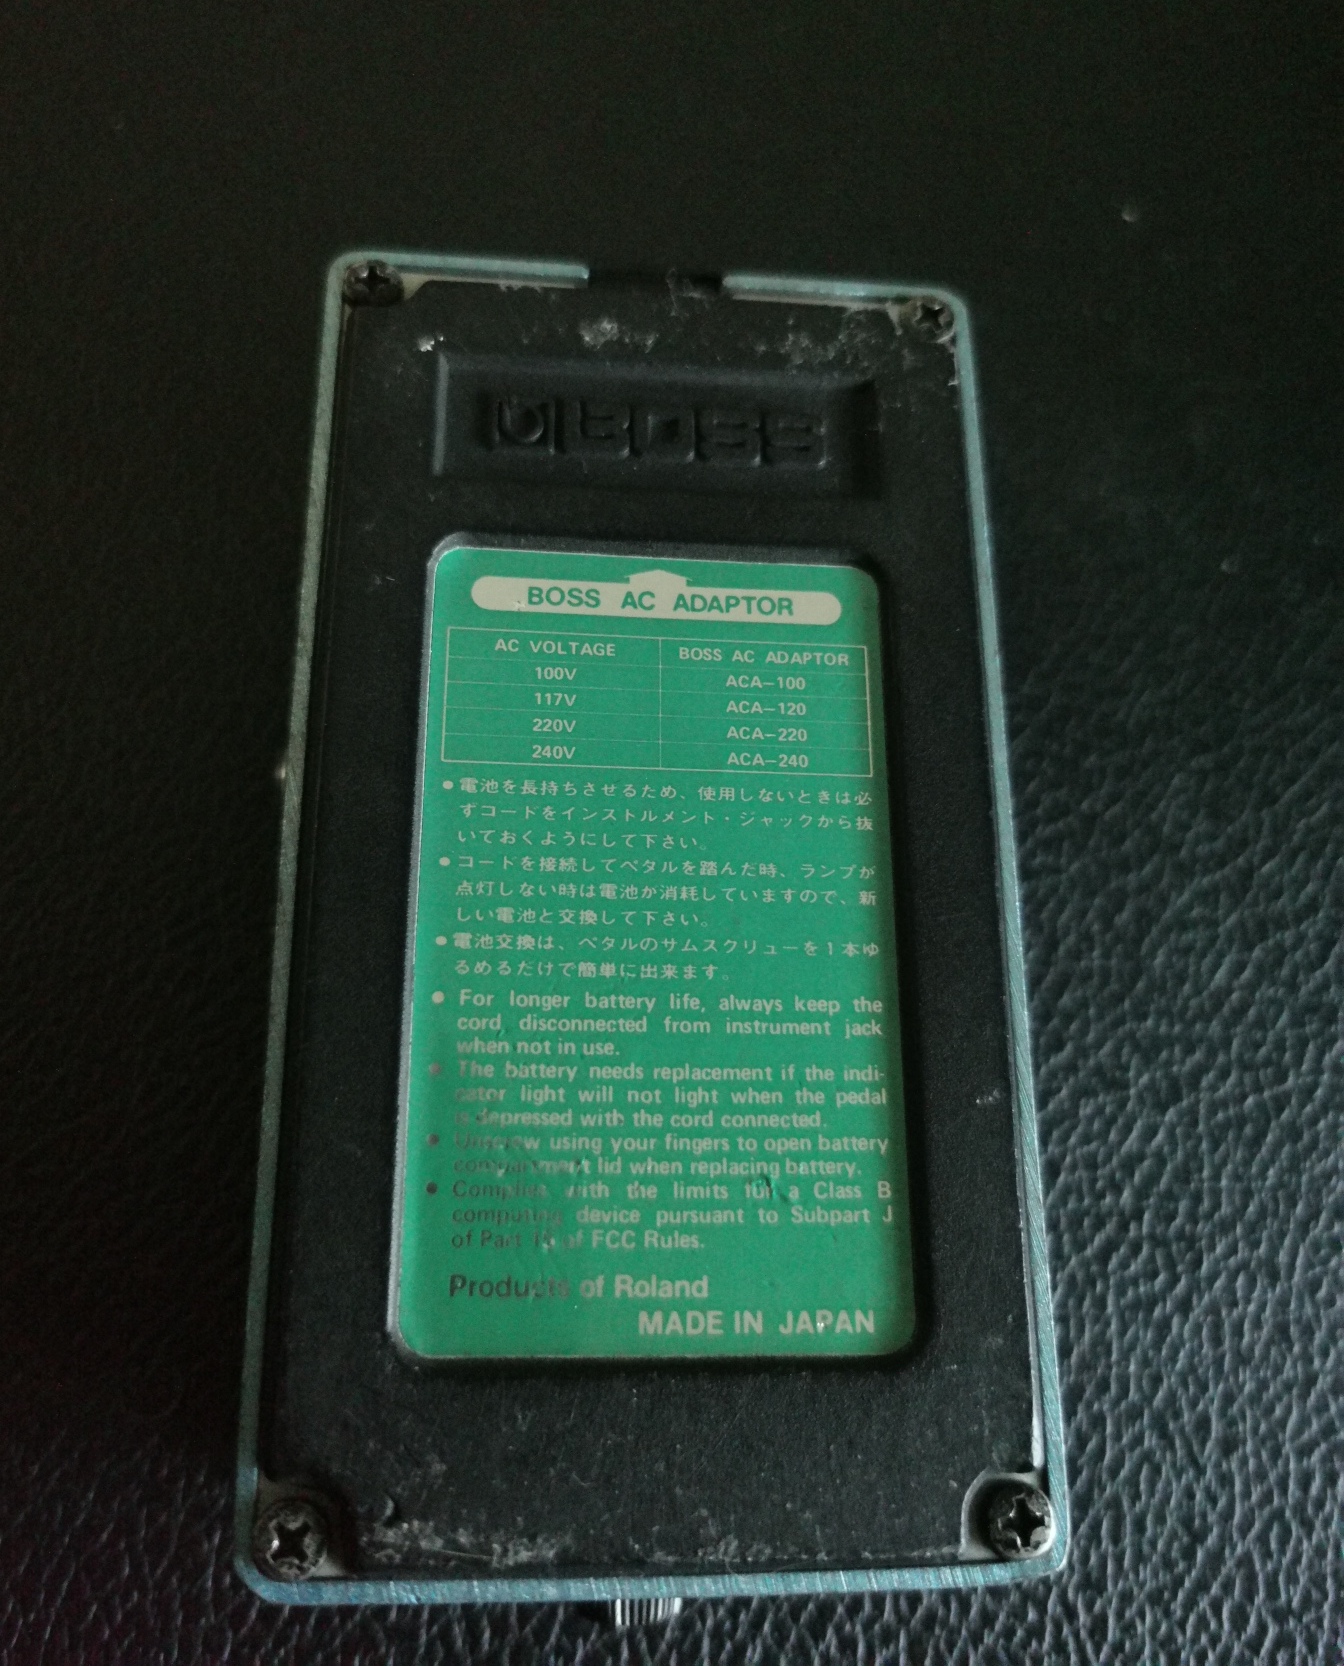 BOSS
BOSS AC ADAPTOR
AC VOLTAGE BOSS AC ADAPTOR
100V ACA-100
117V ACA-120
220V ACA-220
240V ACA-240
●電池を長持ちさせるため、使用しないときは必
ずコードをインストルメント・ジャックから抜
いておくようにして下さい。
●コードを接続してペタルを踏んだ時、ランプが
点灯しない時は電池が消耗していますので、新
しい電池と交換して下さい。
●電池交換は、ペタルのサムスクリューを1本ゆ
るめるだけで簡単に出来ます。
● For longer battery life, always keep the
cord disconnected from instrument jack
when not in use.
● The battery needs replacement if the indi-
cator light will not light when the pedal
is depressed with the cord connected.
● Unscrew using your fingers to open battery
compartment lid when replacing battery.
● Complies with the limits for a Class B
computing device pursuant to Subpart J
of Part 15 of FCC Rules.
Products of Roland
MADE IN JAPAN